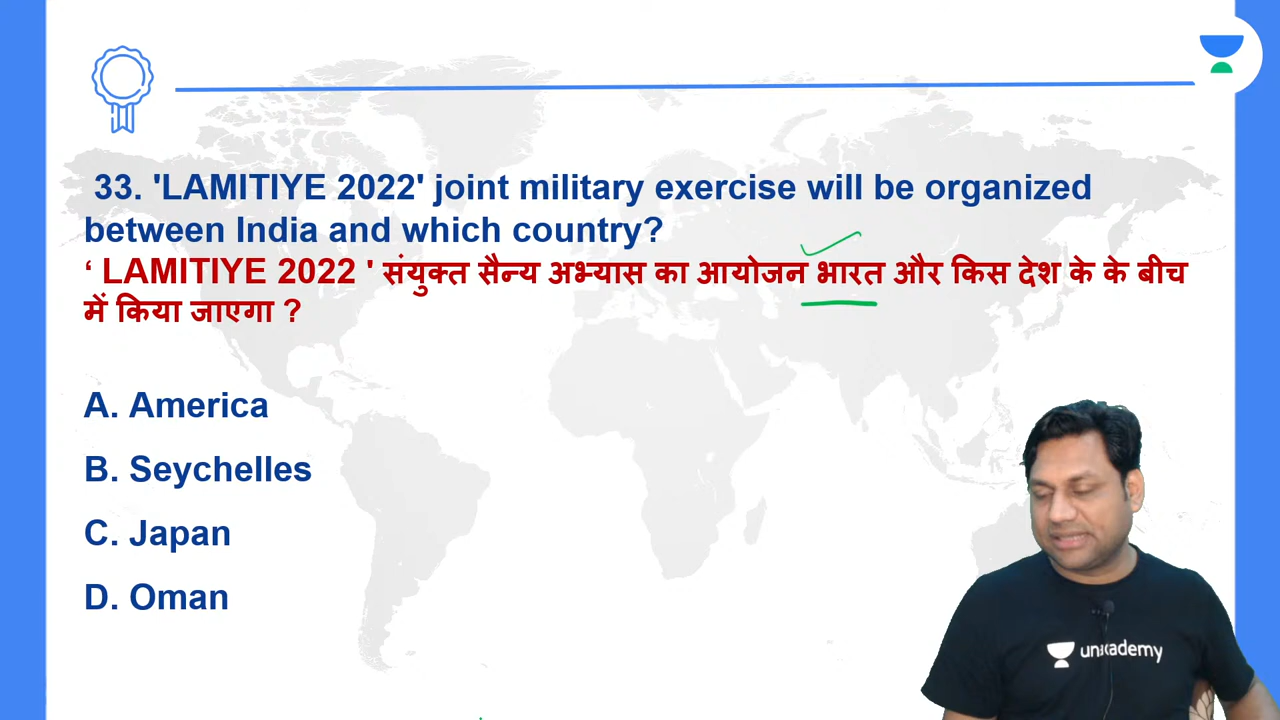 33. 'LAMITIYE 2022' joint military exercise will be organized
between India and which country?
‘ LAMITIYE 2022 ' संयुक्त सैन्य अभ्यास का आयोजन भारत और किस देश के के बीच
में किया जाएगा ?
A. America
B. Seychelles
C. Japan
D. Oman
unacademy